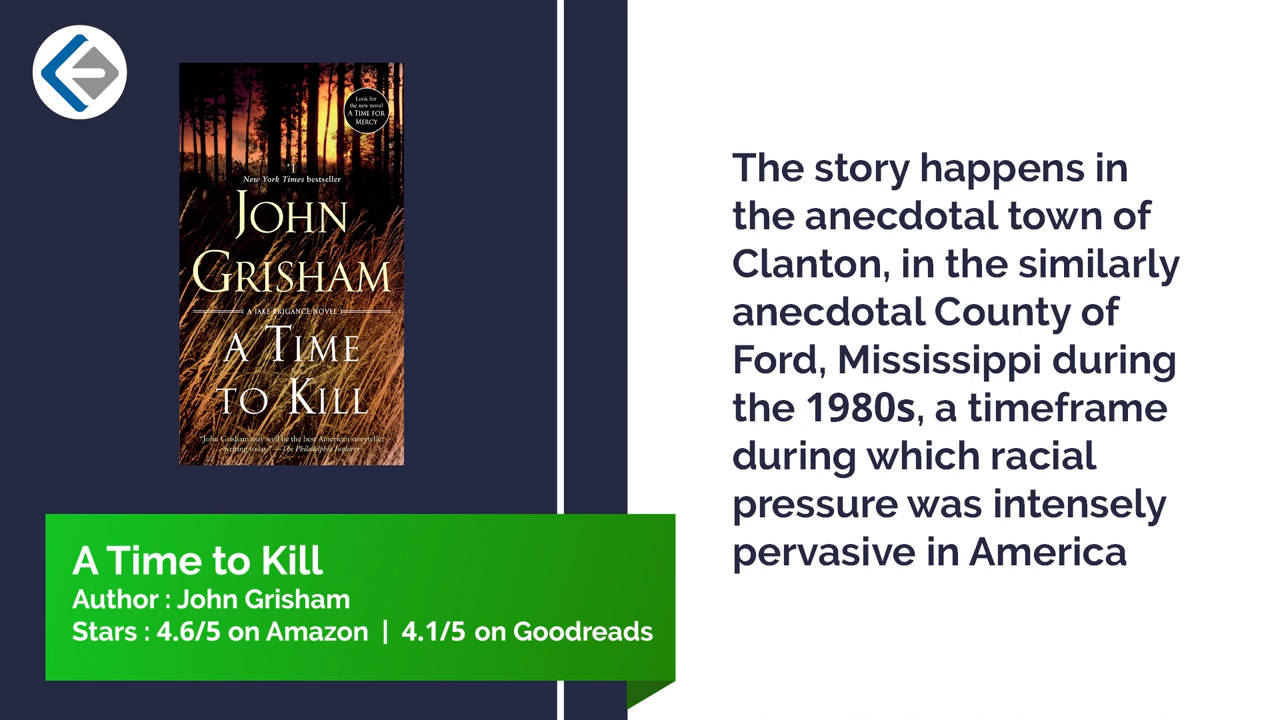 Look for
the new novel
A TIME FOR
MERCY
#1
New York Times bestseller
JOHN
GRISHAM
A JAKE BRIGANCE NOVEL
A TIME
TO KILL
"John Grisham may well be the best American storyteller
writing today." —The Philadelphia Inquirer
A Time to Kill
Author : John Grisham
Stars : 4.6/5 on Amazon | 4.1/5 on Goodreads
The story happens in
the anecdotal town of
Clanton, in the similarly
anecdotal County of
Ford, Mississippi during
the 1980s, a timeframe
during which racial
pressure was intensely
pervasive in America